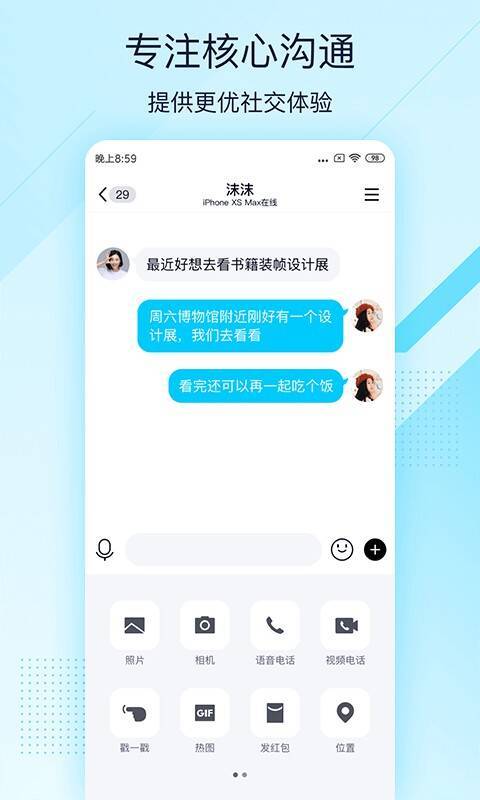 专注核心沟通
提供更优社交体验
晚上8:59
98
29
沫沫
iPhone XS Max在线
最近好想去看书籍装帧设计展
周六博物馆附近刚好有一个设
计展，我们去看看
看完还可以再一起吃个饭
照片
相机
语音电话
视频电话
GIF
戳一戳
热图
发红包
位置